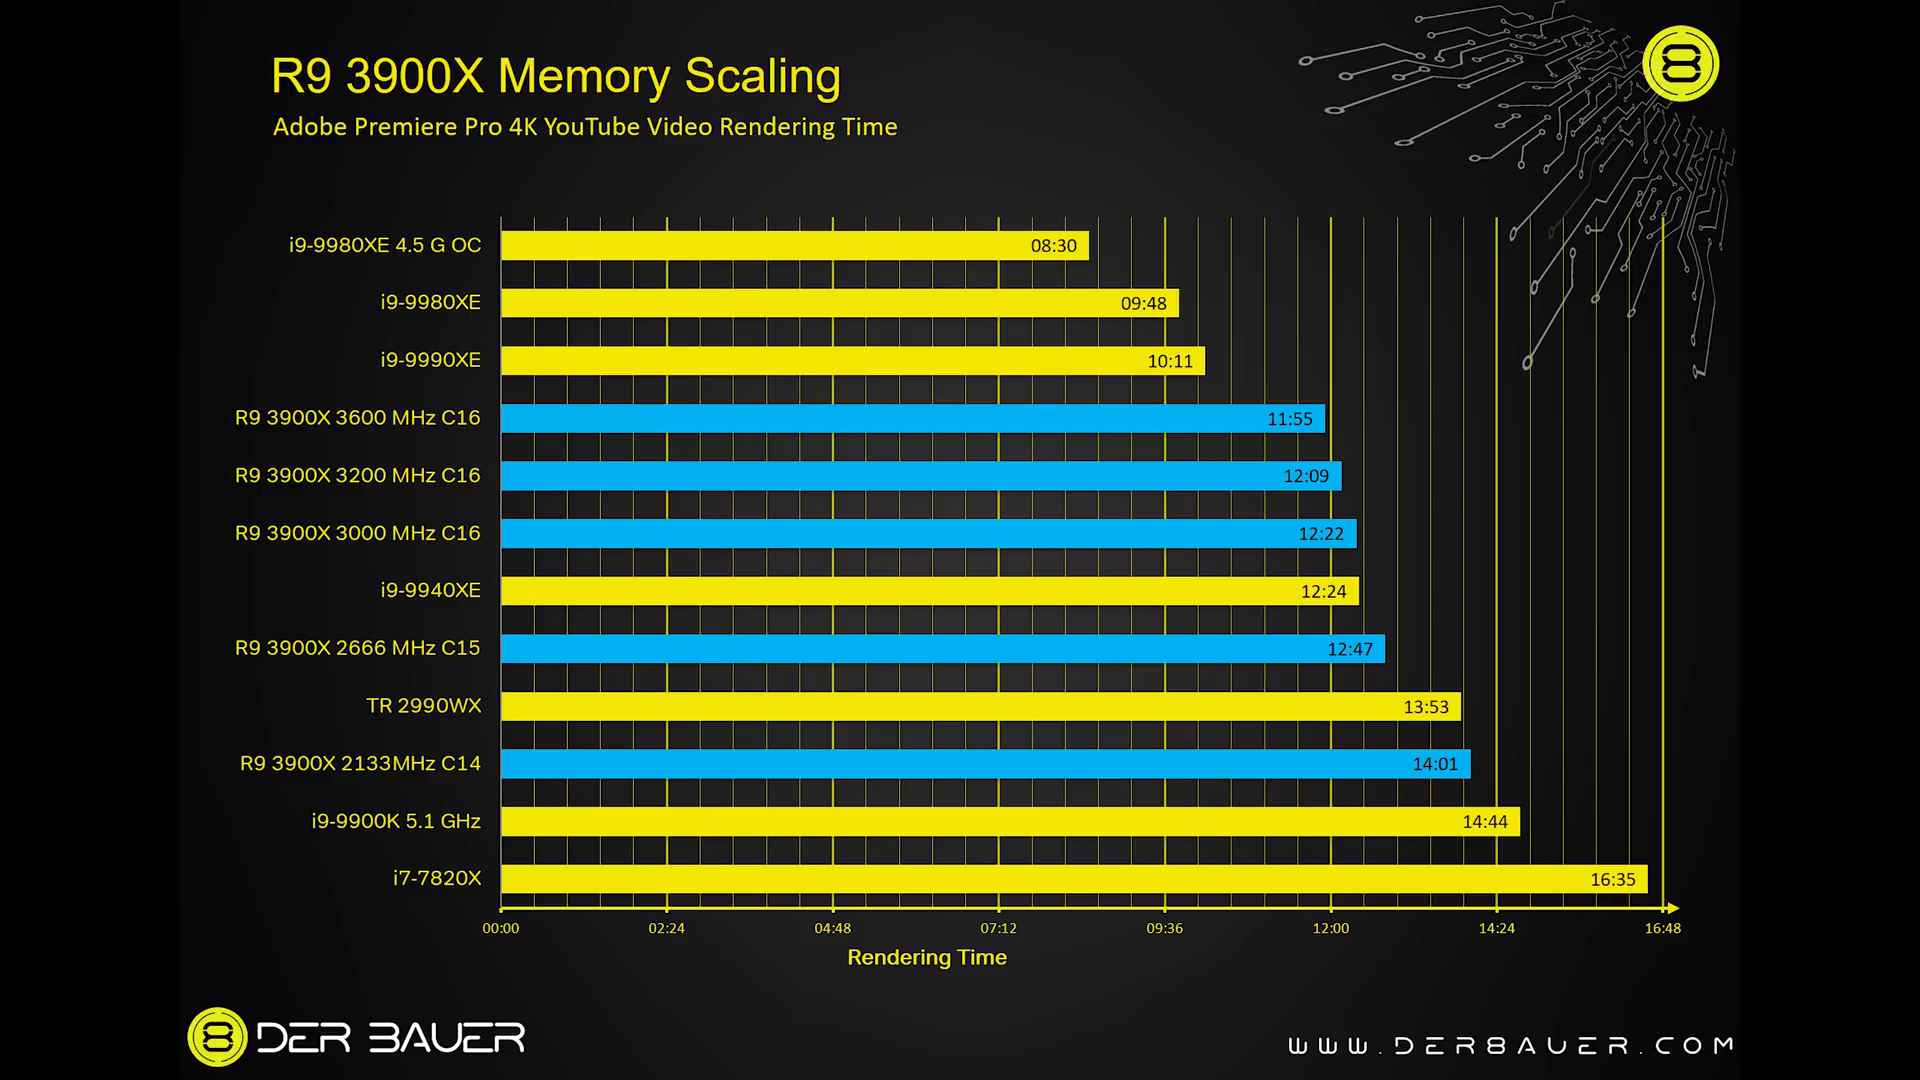 R9 3900X Memory Scaling
Adobe Premiere Pro 4K YouTube Video Rendering Time
i9-9980XE 4.5 G OC 08:30
i9-9980XE 09:48
i9-9990XE 10:11
R9 3900X 3600 MHz C16 11:55
R9 3900X 3200 MHz C16 12:09
R9 3900X 3000 MHz C16 12:22
i9-9940XE 12:24
R9 3900X 2666 MHz C15 12:47
TR 2990WX 13:53
R9 3900X 2133MHz C14 14:01
i9-9900K 5.1 GHz 14:44
i7-7820X 16:35
00:00 02:24 04:48 07:12 09:36 12:00 14:24 16:48
Rendering Time
DER 8AUER
WWW.DER8AUER.COM